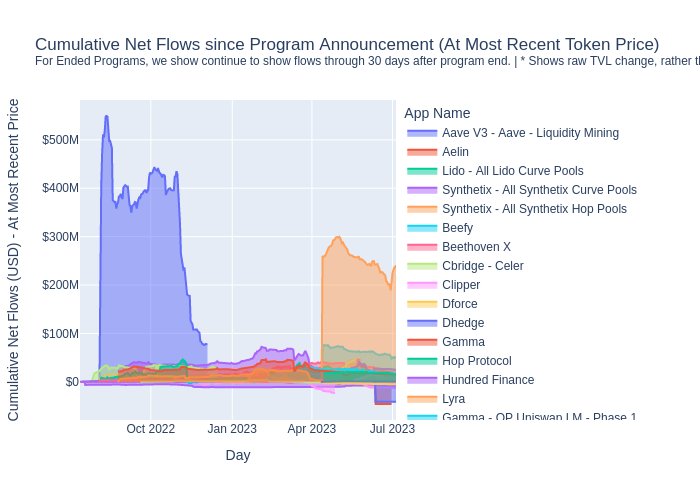 Cumulative Net Flows since Program Announcement (At Most Recent Token Price)
For Ended Programs, we show continue to show flows through 30 days after program end. | * Shows raw TVL change, rather
App Name
Aave V3 - Aave - Liquidity Mining
Aelin
Lido - All Lido Curve Pools
Synthetix - All Synthetix Curve Pools
Synthetix - All Synthetix Hop Pools
Beefy
Beethoven X
Cbridge - Celer
Clipper
Dforce
Dhedge
Gamma
Hop Protocol
Hundred Finance
Lyra
Gamma - OP Uniswap LM - Phase 1
Cumulative Net Flows (USD) - At Most Recent Price
$500M
$400M
$300M
$200M
$100M
$0
Oct 2022
Jan 2023
Apr 2023
Jul 2023
Day